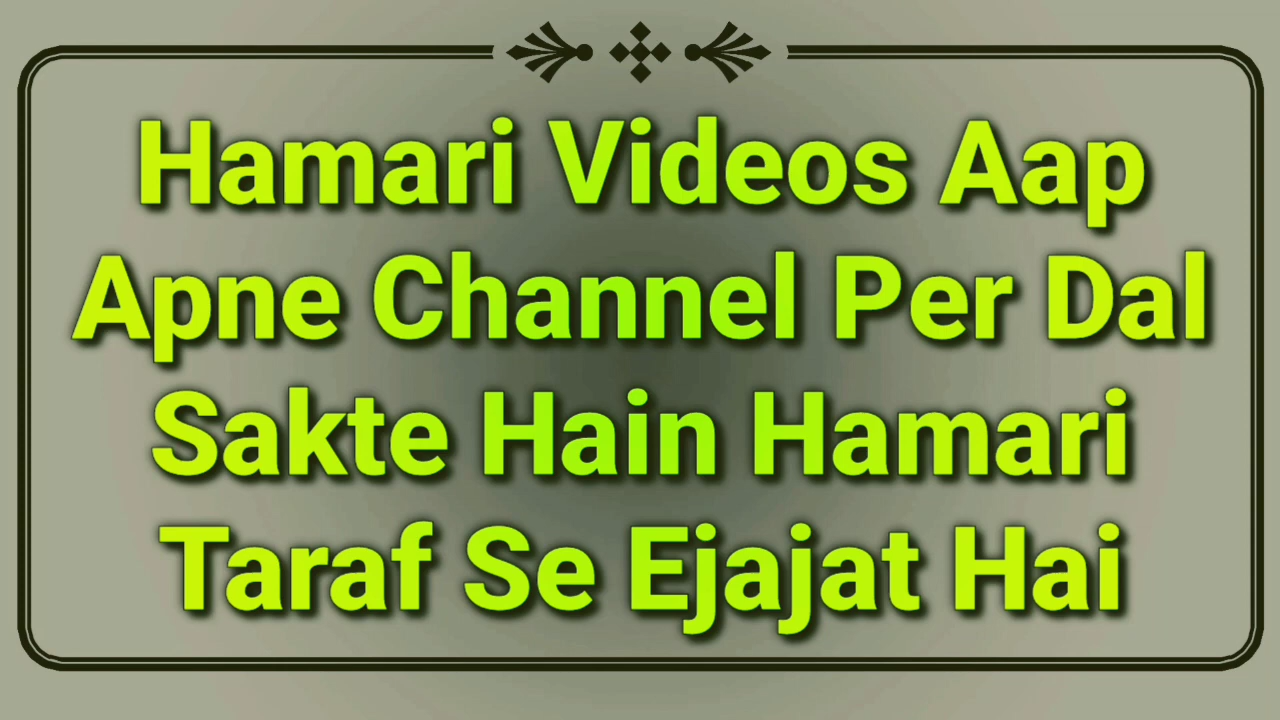 Hamari Videos Aap
Apne Channel Per Dal
Sakte Hain Hamari
Taraf Se Ejajat Hai